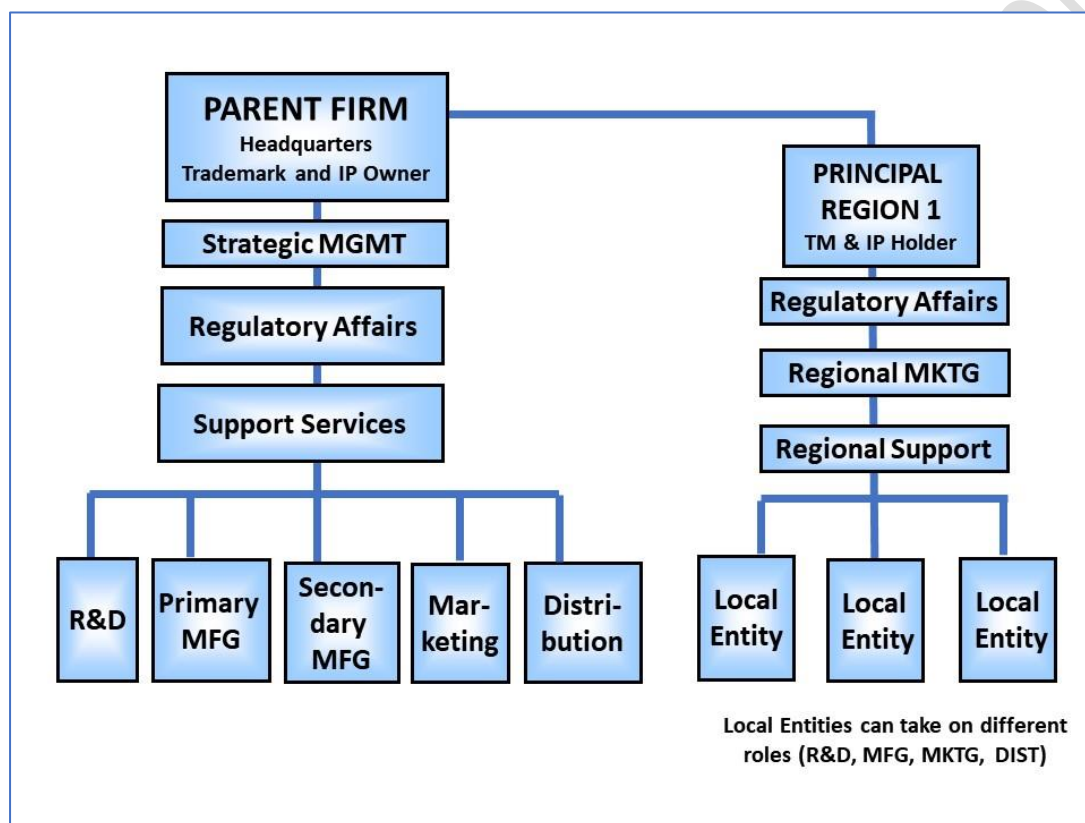 PARENT FIRM
Headquarters
Trademark and IP Owner
Strategic MGMT
Regulatory Affairs
Support Services
R&D
Primary
MFG
Secon-
dary
MFG
Mar-
keting
Distri-
bution
PRINCIPAL
REGION 1
TM & IP Holder
Regulatory Affairs
Regional MKTG
Regional Support
Local
Entity
Local
Entity
Local
Entity
Local Entities can take on different
roles (R&D, MFG, MKTG, DIST)